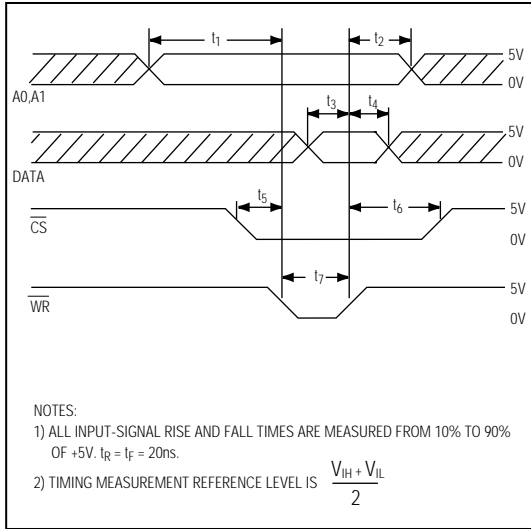 t1
t2
5V
0V
A0,A1
t3
t4
5V
0V
DATA
t5
t6
CS
5V
0V
t7
WR
5V
0V
NOTES:
1) ALL INPUT-SIGNAL RISE AND FALL TIMES ARE MEASURED FROM 10% TO 90%
OF +5V. tR = tF = 20ns.
2) TIMING MEASUREMENT REFERENCE LEVEL IS VIH + VIL
2